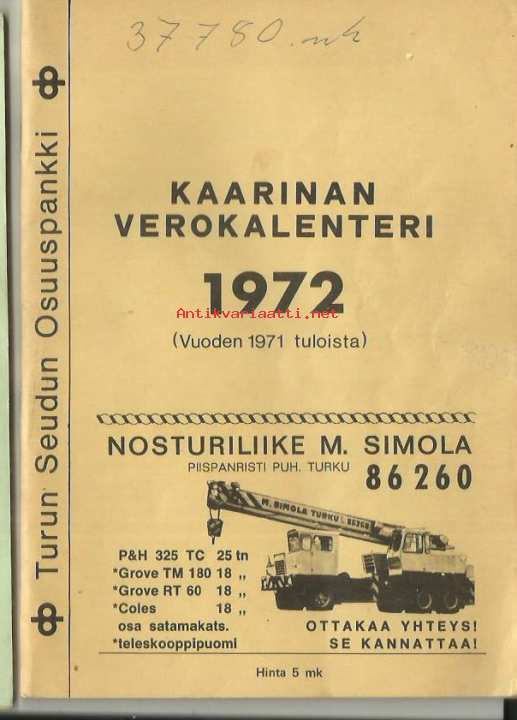 37780.mk
Turun Seudun Osuuspankki
KAARINAN
VEROKALENTERI
1972
Antikvariaatti.net
(Vuoden 1971 tuloista)
NOSTURILIIKE M. SIMOLA
PIISPANRISTI PUH. TURKU 86 260
M. SIMOLA TURKU
P&H 325 TC 25 tn
*Grove TM 180 18 „
*Grove RT 60 18 „
*Coles 18 „
osa satamakats.
*teleskooppipuomi
OTTAKAA YHTEYS!
SE KANNATTAA!
Hinta 5 mk